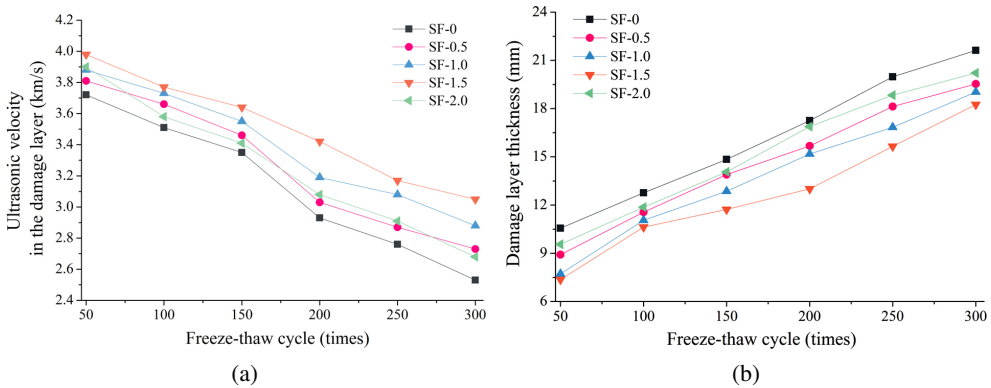 4.2
4.0
3.8
3.6
3.4
3.2
3.0
2.8
2.6
2.4
50 100 150 200 250 300
Ultrasonic velocity
in the damage layer (km/s)
Freeze-thaw cycle (times)
SF-0
SF-0.5
SF-1.0
SF-1.5
SF-2.0
(a)
24
21
18
15
12
9
6
50 100 150 200 250 300
Damage layer thickness (mm)
Freeze-thaw cycle (times)
SF-0
SF-0.5
SF-1.0
SF-1.5
SF-2.0
(b)